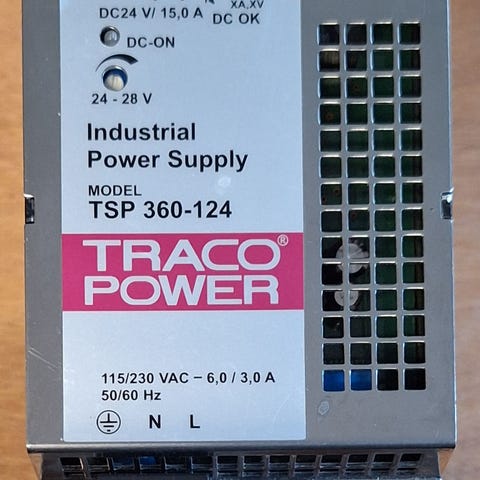 XA,XV
DC24 V/ 15,0 A DC OK
DC-ON
24 - 28 V
Industrial
Power Supply
MODEL
TSP 360-124
TRACO®
POWER
115/230 VAC – 6,0 / 3,0 A
50/60 Hz
N L